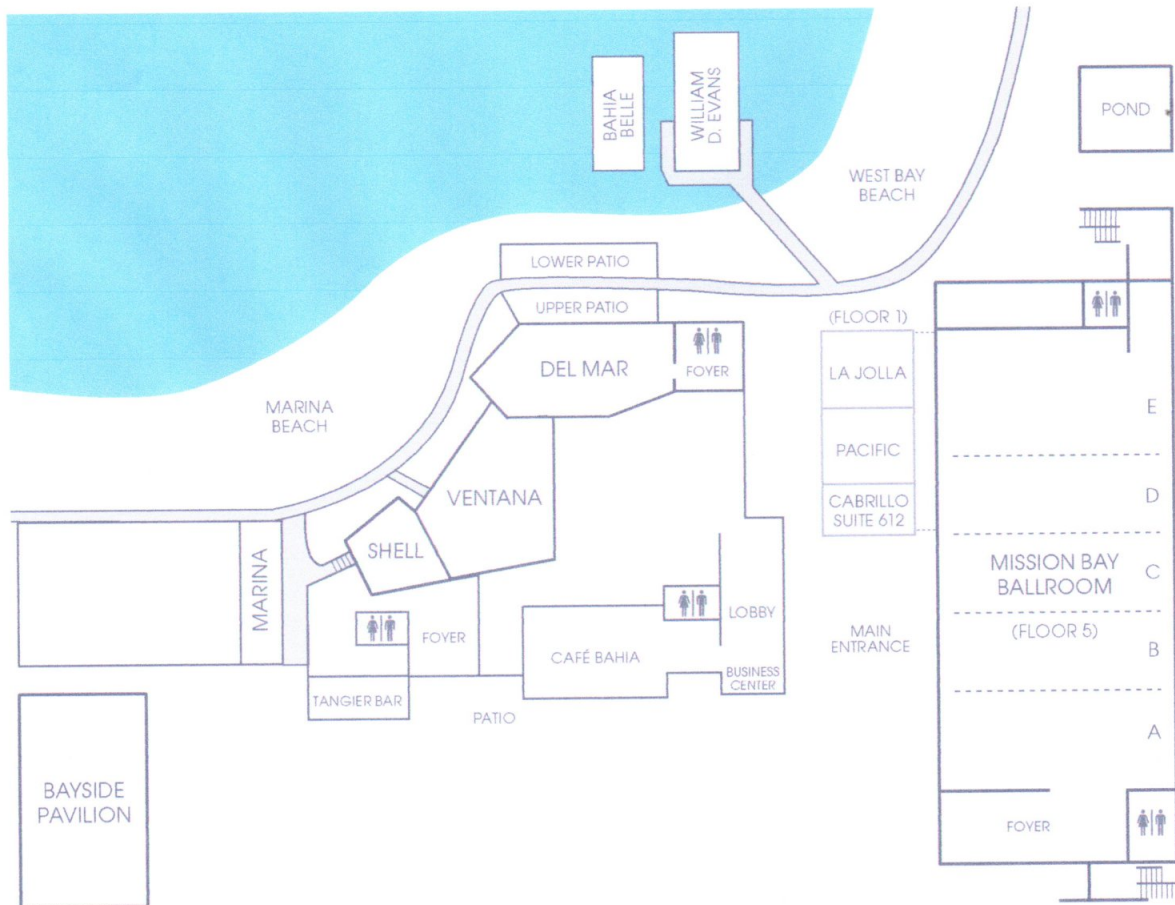 BAHIA
BELLE
WILLIAM
D. EVANS
POND
WEST BAY
BEACH
LOWER PATIO
UPPER PATIO
(FLOOR 1)
DEL MAR
FOYER
LA JOLLA
MARINA
BEACH
E
PACIFIC
VENTANA
D
CABRILLO
SUITE 612
SHELL
MISSION BAY
BALLROOM
C
MARINA
LOBBY
(FLOOR 5)
MAIN
ENTRANCE
FOYER
CAFÉ BAHIA
B
BUSINESS
CENTER
TANGIER BAR
PATIO
A
BAYSIDE
PAVILION
FOYER